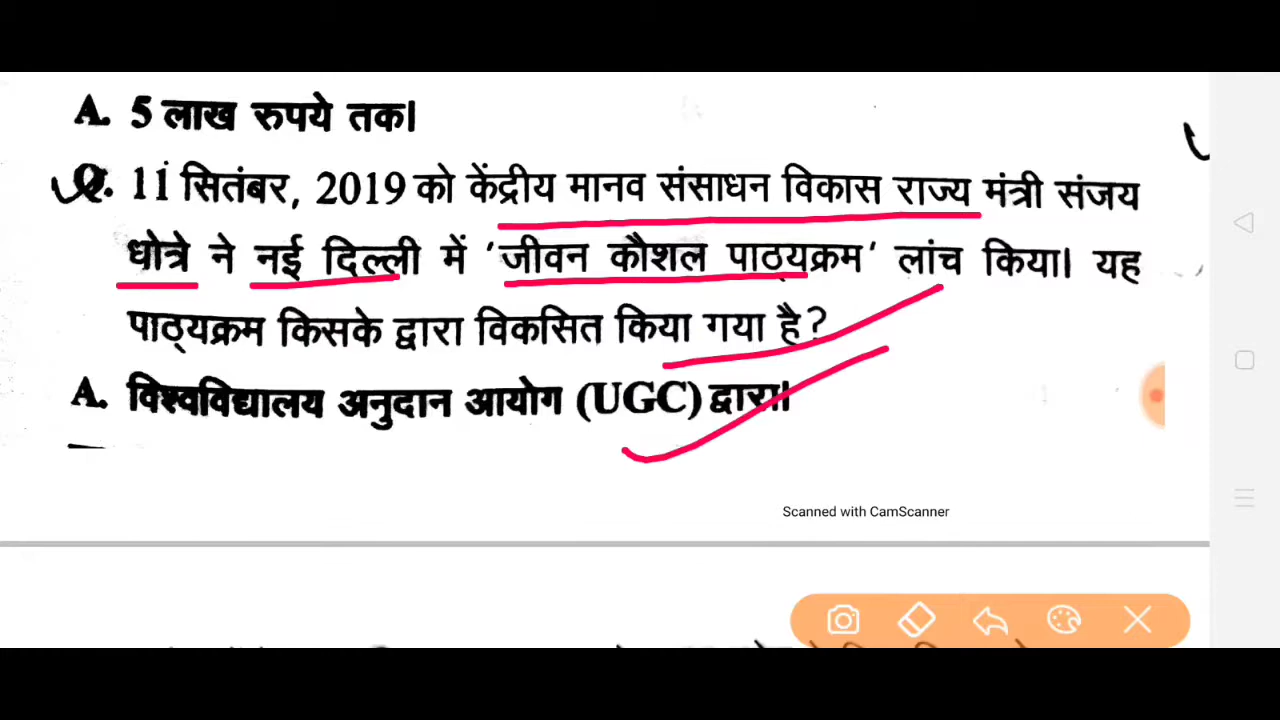 A. 5 लाख रुपये तक।
Q. 11 सितंबर, 2019 को केंद्रीय मानव संसाधन विकास राज्य मंत्री संजय
धोत्रे ने नई दिल्ली में 'जीवन कौशल पाठ्यक्रम' लांच किया। यह
पाठ्यक्रम किसके द्वारा विकसित किया गया है?
A. विश्वविद्यालय अनुदान आयोग (UGC) द्वारा।
Scanned with CamScanner